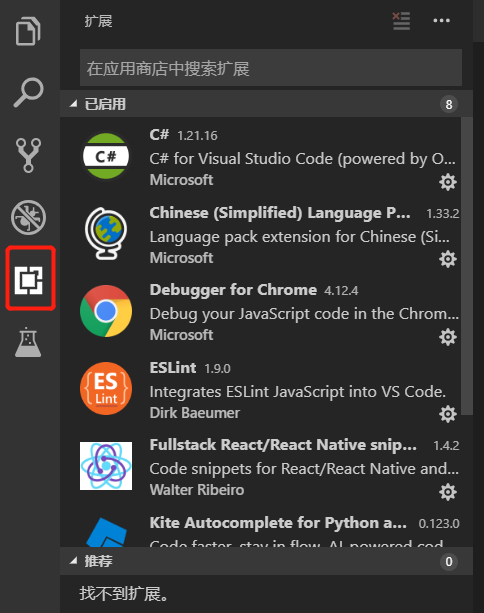 扩展
在应用商店中搜索扩展
已启用 8
C# 1.21.16
C#
C# for Visual Studio Code (powered by O...
Microsoft
Chinese (Simplified) Language P... 1.33.2
Language pack extension for Chinese (Si...
Microsoft
Debugger for Chrome 4.12.4
Debug your JavaScript code in the Chrom...
Microsoft
ESLint 1.9.0
{ES}
Lint
Integrates ESLint JavaScript into VS Code.
Dirk Baeumer
Fullstack React/React Native snip... 1.4.2
Code snippets for React/React Native and...
Walter Ribeiro
Kite Autocomplete for Python a... 0.123.0
Code faster, stay in flow. AI-powered cod...
推荐 0
找不到扩展。